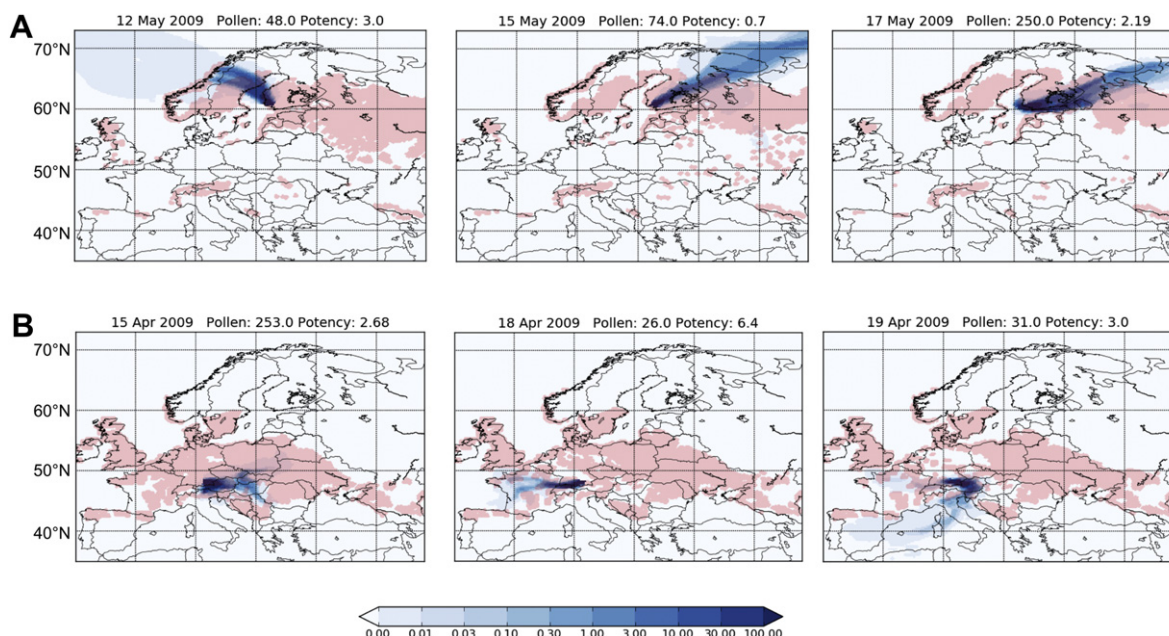 A
12 May 2009 Pollen: 48.0 Potency: 3.0
15 May 2009 Pollen: 74.0 Potency: 0.7
17 May 2009 Pollen: 250.0 Potency: 2.19
70°N
60°N
50°N
40°N
B
15 Apr 2009 Pollen: 253.0 Potency: 2.68
18 Apr 2009 Pollen: 26.0 Potency: 6.4
19 Apr 2009 Pollen: 31.0 Potency: 3.0
70°N
60°N
50°N
40°N
0.00 0.01 0.03 0.10 0.30 1.00 3.00 10.00 30.00 100.00